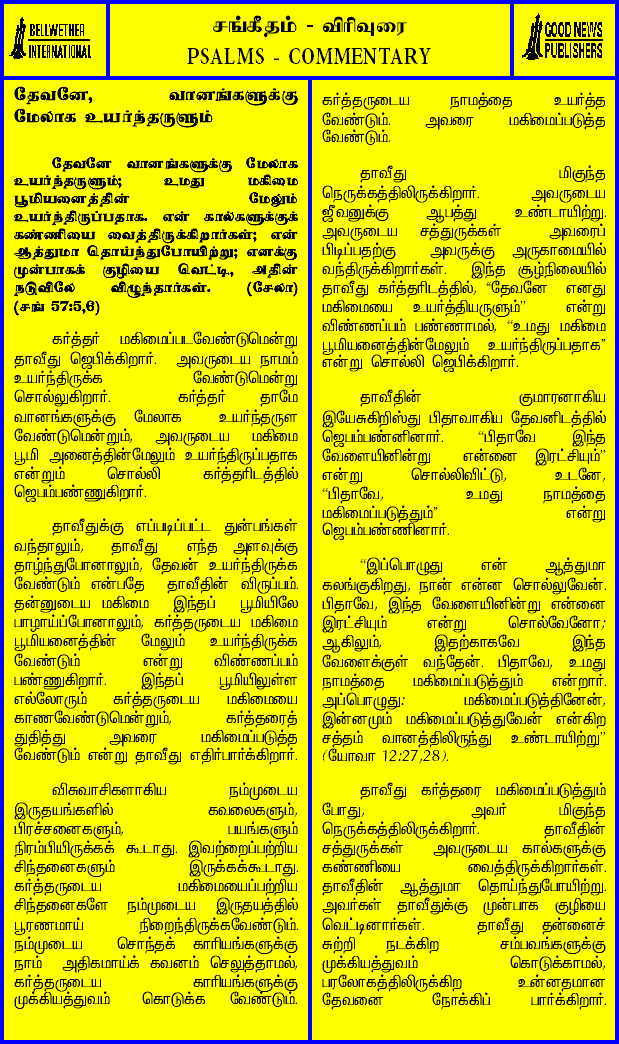 BELLWETHER
INTERNATIONAL
சங்கீதம் - விரிவுரை
PSALMS - COMMENTARY
GOOD NEWS
PUBLISHERS
தேவனே, வானங்களுக்கு
மேலாக உயர்ந்தருளும்
தேவனே வானங்களுக்கு மேலாக
உயர்ந்தருளும்; உமது மகிமை
பூமியனைத்தின் மேலும்
உயர்ந்திருப்பதாக. என் கால்களுக்குக்
கண்ணியை வைத்திருக்கிறார்கள்; என்
ஆத்துமா தொய்ந்துபோயிற்று; எனக்கு
முன்பாகக் குழியை வெட்டி, அதின்
நடுவிலே விழுந்தார்கள். (சேலா)
(சங் 57:5,6)
கர்த்தர் மகிமைப்படவேண்டுமென்று
தாவீது ஜெபிக்கிறார். அவருடைய நாமம்
உயர்ந்திருக்க வேண்டுமென்று
சொல்லுகிறார். கர்த்தர் தாமே
வானங்களுக்கு மேலாக உயர்ந்தருள
வேண்டுமென்றும், அவருடைய மகிமை
பூமி அனைத்தின்மேலும் உயர்ந்திருப்பதாக
என்றும் சொல்லி கர்த்தரிடத்தில்
ஜெபம்பண்ணுகிறார்.
தாவீதுக்கு எப்படிப்பட்ட துன்பங்கள்
வந்தாலும், தாவீது எந்த அளவுக்கு
தாழ்ந்துபோனாலும், தேவன் உயர்ந்திருக்க
வேண்டும் என்பதே தாவீதின் விருப்பம்.
தன்னுடைய மகிமை இந்தப் பூமியிலே
பாழாய்ப்போனாலும், கர்த்தருடைய மகிமை
பூமியனைத்தின் மேலும் உயர்ந்திருக்க
வேண்டும் என்று விண்ணப்பம்
பண்ணுகிறார். இந்தப் பூமியிலுள்ள
எல்லோரும் கர்த்தருடைய மகிமையை
காணவேண்டுமென்றும், கர்த்தரைத்
துதித்து அவரை மகிமைப்படுத்த
வேண்டும் என்று தாவீது எதிர்பார்க்கிறார்.
விசுவாசிகளாகிய நம்முடைய
இருதயங்களில் கவலைகளும்,
பிரச்சனைகளும், பயங்களும்
நிரம்பியிருக்கக் கூடாது. இவற்றைப்பற்றிய
சிந்தனைகளும் இருக்கக்கூடாது.
கர்த்தருடைய மகிமையைப்பற்றிய
சிந்தனைகளே நம்முடைய இருதயத்தில்
பூரணமாய் நிறைந்திருக்கவேண்டும்.
நம்முடைய சொந்தக் காரியங்களுக்கு
நாம் அதிகமாய்க் கவனம் செலுத்தாமல்,
கர்த்தருடைய காரியங்களுக்கு
முக்கியத்துவம் கொடுக்க வேண்டும்.
கர்த்தருடைய நாமத்தை உயர்த்த
வேண்டும். அவரை மகிமைப்படுத்த
வேண்டும்.
தாவீது மிகுந்த
நெருக்கத்திலிருக்கிறார். அவருடைய
ஜீவனுக்கு ஆபத்து உண்டாயிற்று.
அவருடைய சத்துருக்கள் அவரைப்
பிடிப்பதற்கு அவருக்கு அருகாமையில்
வந்திருக்கிறார்கள். இந்த சூழ்நிலையில்
தாவீது கர்த்தரிடத்தில், "தேவனே எனது
மகிமையை உயர்த்தியருளும்" என்று
விண்ணப்பம் பண்ணாமல், "உமது மகிமை
பூமியனைத்தின்மேலும் உயர்ந்திருப்பதாக"
என்று சொல்லி ஜெபிக்கிறார்.
தாவீதின் குமாரனாகிய
இயேசுகிறிஸ்து பிதாவாகிய தேவனிடத்தில்
ஜெபம்பண்ணினார். "பிதாவே இந்த
வேளையினின்று என்னை இரட்சியும்"
என்று சொல்லிவிட்டு, உடனே,
"பிதாவே, உமது நாமத்தை
மகிமைப்படுத்தும்" என்று
ஜெபம்பண்ணினார்.
"இப்பொழுது என் ஆத்துமா
கலங்குகிறது, நான் என்ன சொல்லுவேன்.
பிதாவே, இந்த வேளையினின்று என்னை
இரட்சியும் என்று சொல்வேனோ;
ஆகிலும், இதற்காகவே இந்த
வேளைக்குள் வந்தேன். பிதாவே, உமது
நாமத்தை மகிமைப்படுத்தும் என்றார்.
அப்பொழுது: மகிமைப்படுத்தினேன்,
இன்னமும் மகிமைப்படுத்துவேன் என்கிற
சத்தம் வானத்திலிருந்து உண்டாயிற்று"
(யோவா 12:27,28).
தாவீது கர்த்தரை மகிமைப்படுத்தும்
போது, அவர் மிகுந்த
நெருக்கத்திலிருக்கிறார். தாவீதின்
சத்துருக்கள் அவருடைய கால்களுக்கு
கண்ணியை வைத்திருக்கிறார்கள்.
தாவீதின் ஆத்துமா தொய்ந்துபோயிற்று.
அவர்கள் தாவீதுக்கு முன்பாக குழியை
வெட்டினார்கள். தாவீது தன்னைச்
சுற்றி நடக்கிற சம்பவங்களுக்கு
முக்கியத்துவம் கொடுக்காமல்,
பரலோகத்திலிருக்கிற உன்னதமான
தேவனை நோக்கிப் பார்க்கிறார்.